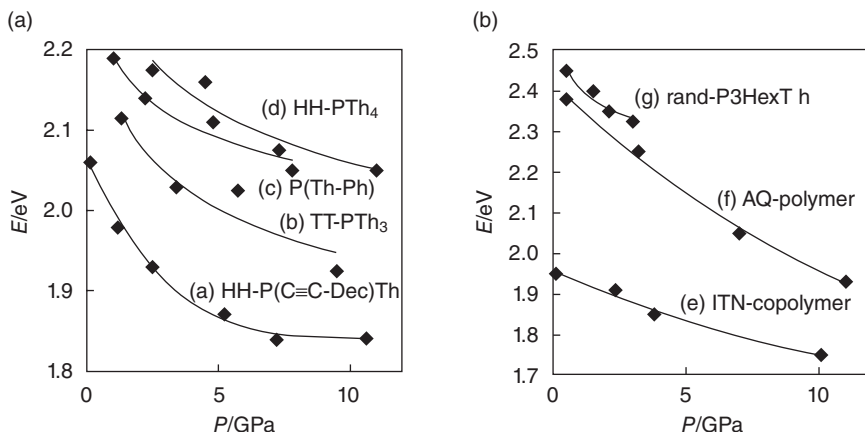 (a)
2.2
2.1
2.0
1.9
1.8
E/eV
0
5
10
P/GPa
(d) HH-PTh₄
(c) P(Th-Ph)
(b) TT-PTh₃
(a) HH-P(C≡C-Dec)Th
(b)
2.5
2.4
2.3
2.2
2.1
2.0
1.9
1.8
1.7
E/eV
0
5
10
P/GPa
(g) rand-P3HexT h
(f) AQ-polymer
(e) ITN-copolymer